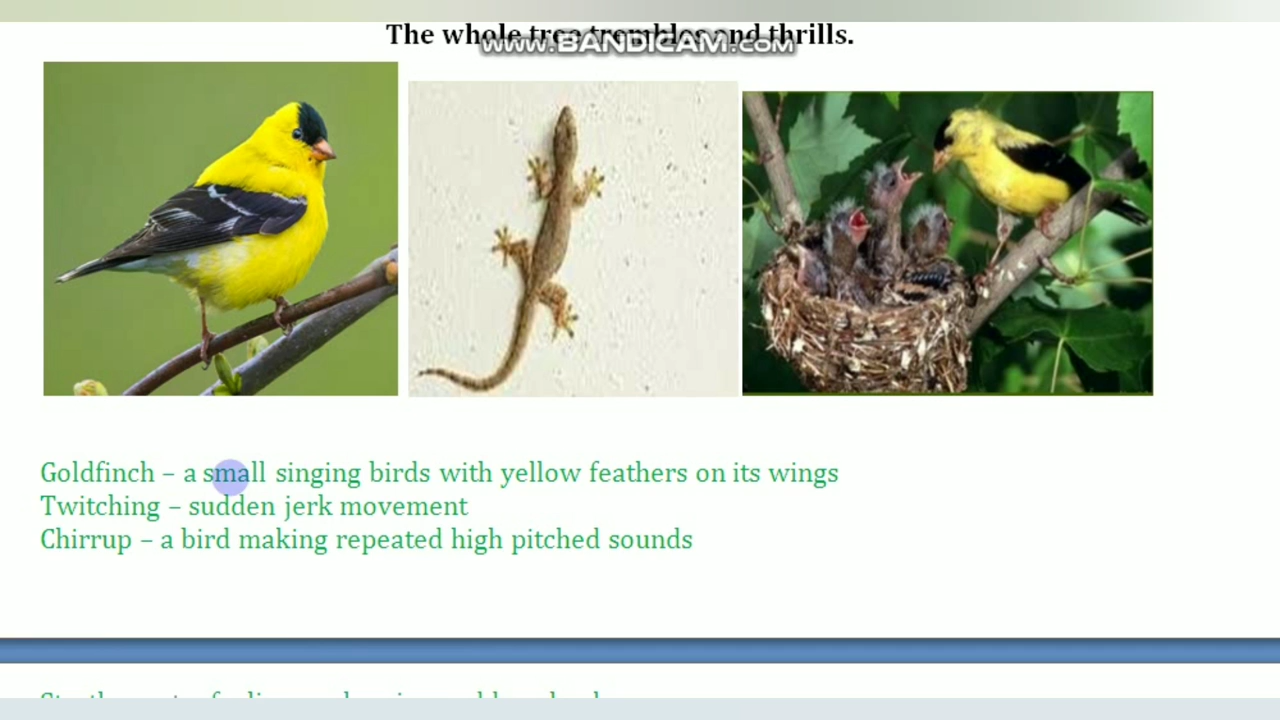 The whole tree trembles and thrills.
www.BANDICAM.com
Goldfinch – a small singing birds with yellow feathers on its wings
Twitching – sudden jerk movement
Chirrup – a bird making repeated high pitched sounds